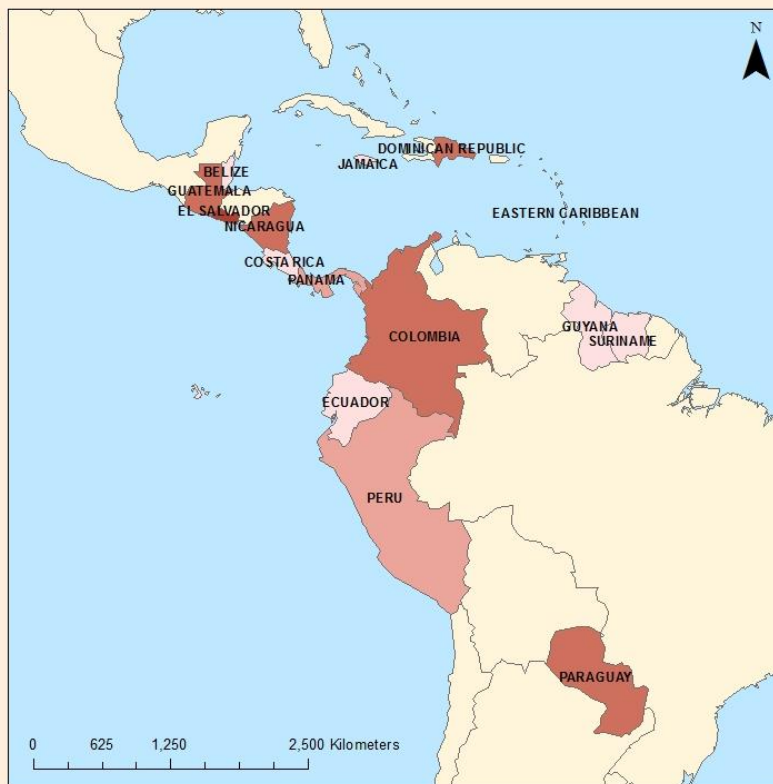 N
DOMINICAN REPUBLIC
JAMAICA
BELIZE
GUATEMALA
EL SALVADOR
NICARAGUA
EASTERN CARIBBEAN
COSTA RICA
PANAMA
GUYANA
SURINAME
COLOMBIA
ECUADOR
PERU
PARAGUAY
0 625 1,250 2,500 Kilometers